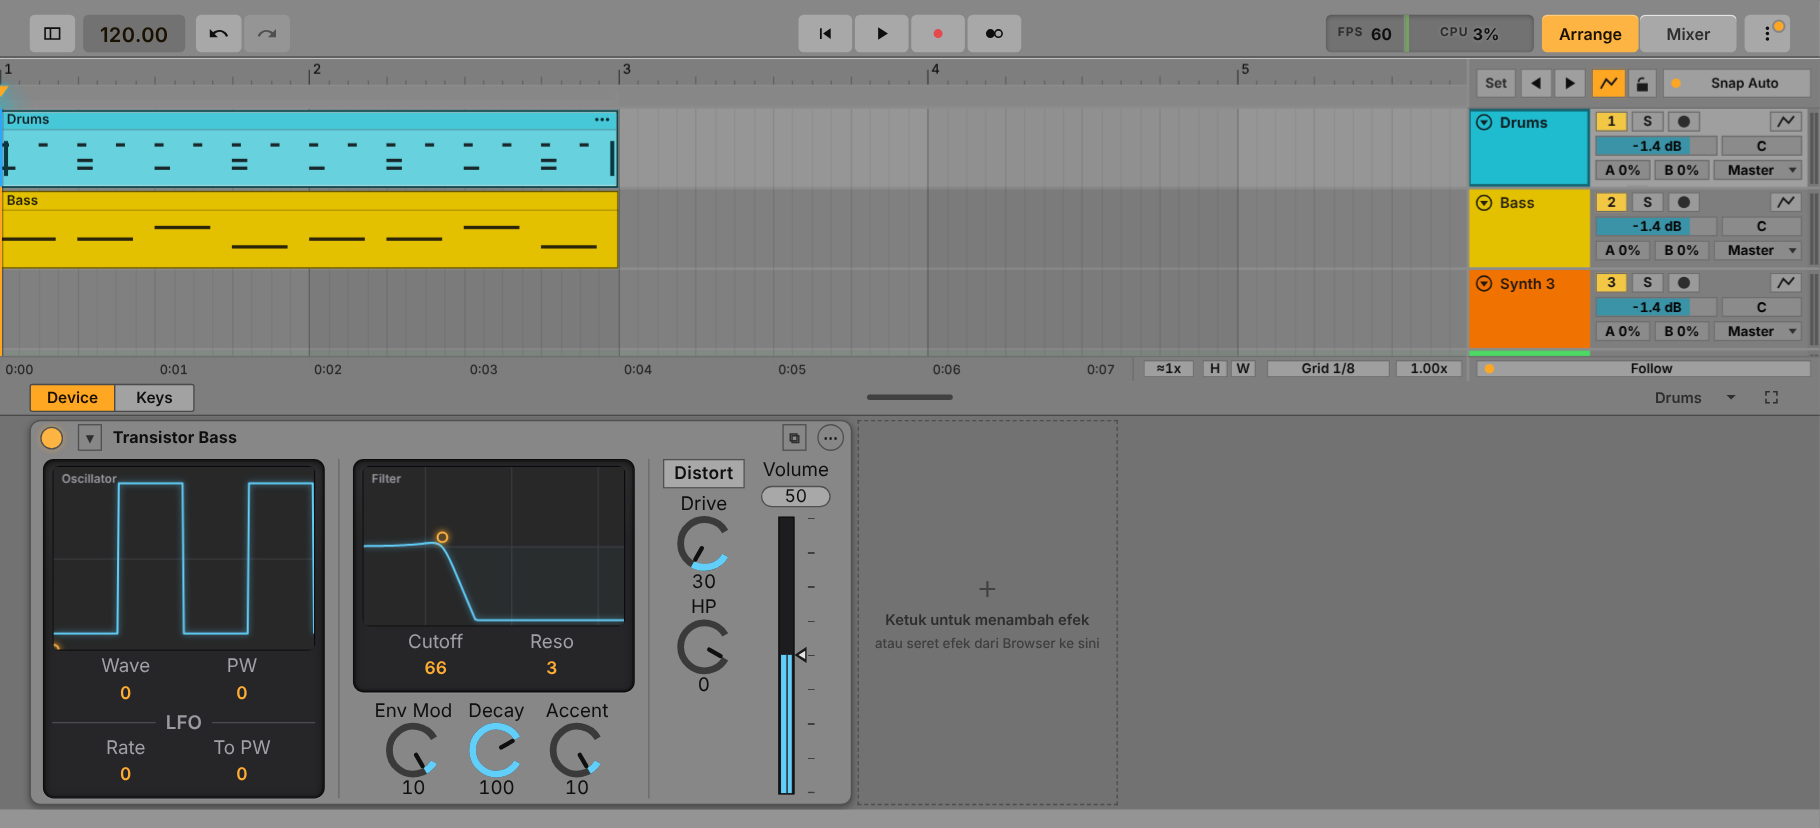 120.00
FPS 60
CPU 3%
Arrange
Mixer
1 2 3 4 5
Set
Snap Auto
Drums
Drums
1 S
-1.4 dB C
A 0% B 0% Master
Bass
Bass
2 S
-1.4 dB C
A 0% B 0% Master
Synth 3
3 S
-1.4 dB C
A 0% B 0% Master
0:00 0:01 0:02 0:03 0:04 0:05 0:06 0:07
≈1x H W Grid 1/8 1.00x
Follow
Device Keys
Drums
Transistor Bass
Oscillator
Wave PW
0 0
LFO
Rate To PW
0 0
Filter
Cutoff Reso
66 3
Env Mod Decay Accent
10 100 10
Distort
Drive
30
HP
0
Volume
50
Ketuk untuk menambah efek
atau seret efek dari Browser ke sini